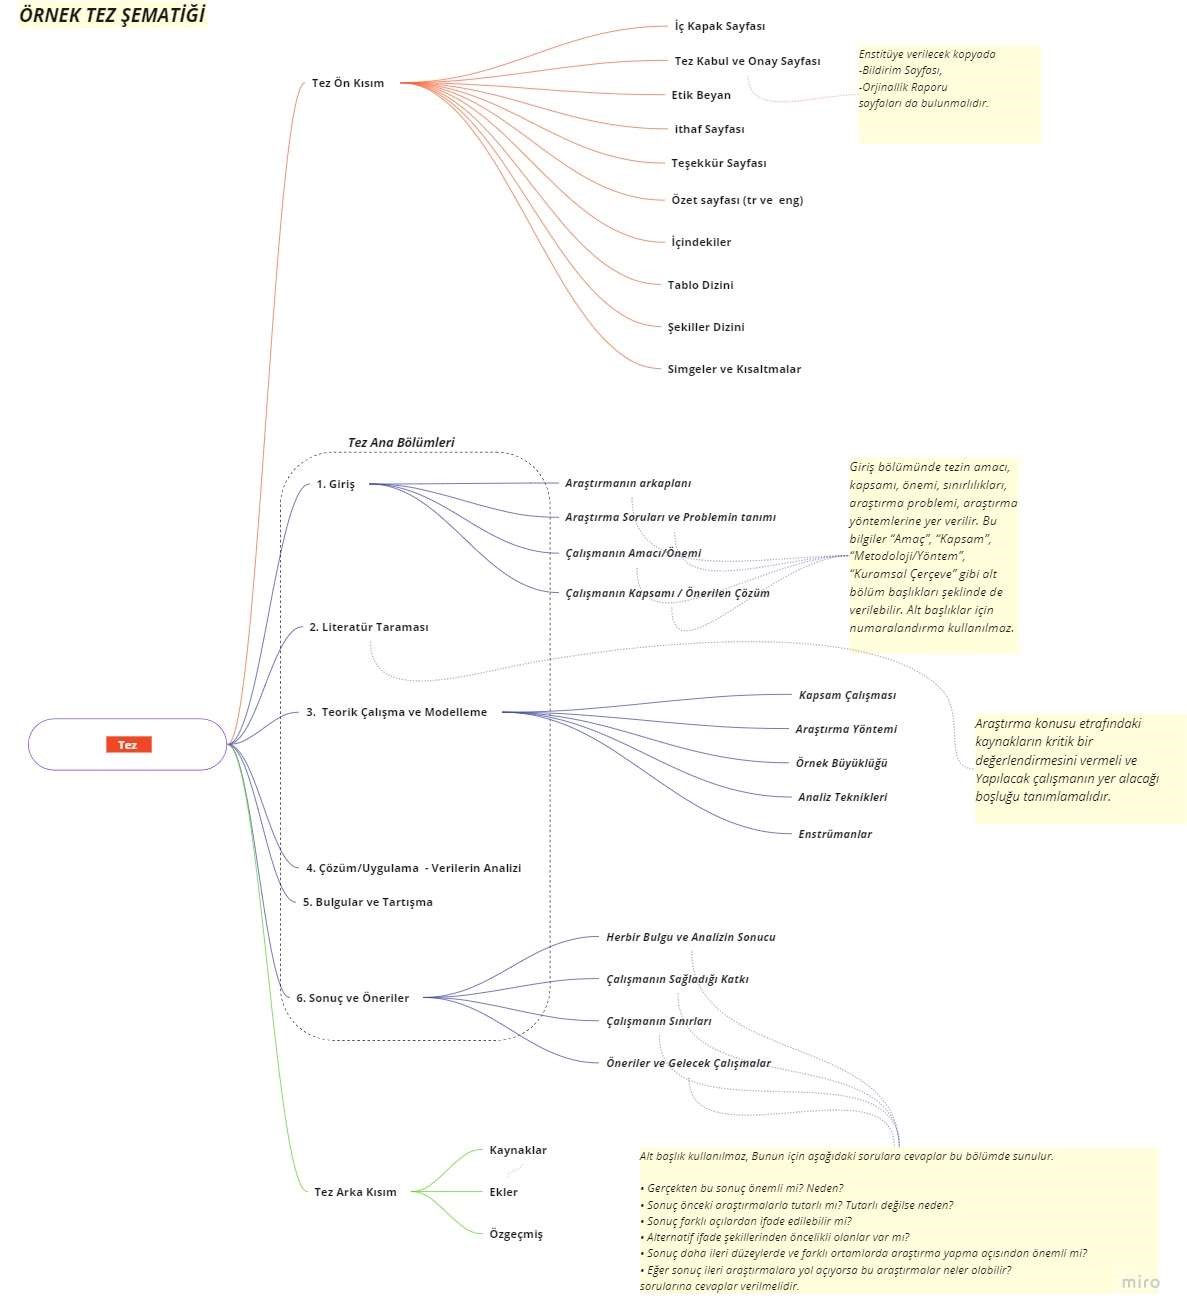 ÖRNEK TEZ ŞEMATİĞİ
Tez
Tez Ön Kısım
İç Kapak Sayfası
Tez Kabul ve Onay Sayfası
Etik Beyan
ithaf Sayfası
Teşekkür Sayfası
Özet sayfası (tr ve eng)
İçindekiler
Tablo Dizini
Şekiller Dizini
Simgeler ve Kısaltmalar
Enstitüye verilecek kopyada
-Bildirim Sayfası,
-Orjinallik Raporu
sayfaları da bulunmalıdır.
Tez Ana Bölümleri
1. Giriş
Araştırmanın arkaplanı
Araştırma Soruları ve Problemin tanımı
Çalışmanın Amacı/Önemi
Çalışmanın Kapsamı / Önerilen Çözüm
Giriş bölümünde tezin amacı,
kapsamı, önemi, sınırlılıkları,
araştırma problemi, araştırma
yöntemlerine yer verilir. Bu
bilgiler “Amaç”, “Kapsam”,
“Metodoloji/Yöntem”,
“Kuramsal Çerçeve” gibi alt
bölüm başlıkları şeklinde de
verilebilir. Alt başlıklar için
numaralandırma kullanılmaz.
2. Literatür Taraması
Araştırma konusu etrafındaki
kaynakların kritik bir
değerlendirmesini vermeli ve
Yapılacak çalışmanın yer alacağı
boşluğu tanımlamalıdır.
3. Teorik Çalışma ve Modelleme
Kapsam Çalışması
Araştırma Yöntemi
Örnek Büyüklüğü
Analiz Teknikleri
Enstrümanlar
4. Çözüm/Uygulama - Verilerin Analizi
5. Bulgular ve Tartışma
6. Sonuç ve Öneriler
Herbir Bulgu ve Analizin Sonucu
Çalışmanın Sağladığı Katkı
Çalışmanın Sınırları
Öneriler ve Gelecek Çalışmalar
Alt başlık kullanılmaz, Bunun için aşağıdaki sorulara cevaplar bu bölümde sunulur.
• Gerçekten bu sonuç önemli mi? Neden?
• Sonuç önceki araştırmalarla tutarlı mı? Tutarlı değilse neden?
• Sonuç farklı açılardan ifade edilebilir mi?
• Alternatif ifade şekillerinden öncelikli olanlar var mı?
• Sonuç daha ileri düzeylerde ve farklı ortamlarda araştırma yapma açısından önemli mi?
• Eğer sonuç ileri araştırmalara yol açıyorsa bu araştırmalar neler olabilir?
sorularına cevaplar verilmelidir.
Tez Arka Kısım
Kaynaklar
Ekler
Özgeçmiş
miro